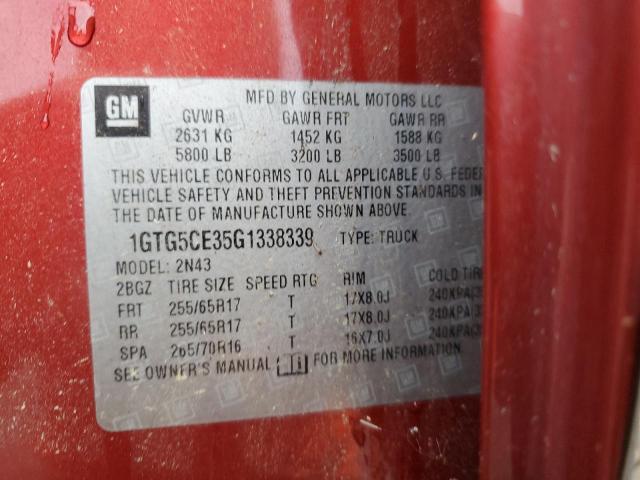 GM
MFD BY GENERAL MOTORS LLC
GVWR GAWR FRT GAWR RR
2631 KG 1452 KG 1588 KG
5800 LB 3200 LB 3500 LB
THIS VEHICLE CONFORMS TO ALL APPLICABLE U.S. FEDE
VEHICLE SAFETY AND THEFT PREVENTION STANDARDS IN
THE DATE OF MANUFACTURE SHOWN ABOVE.
1GTG5CE35G1338339 TYPE: TRUCK
MODEL: 2N43
2BGZ TIRE SIZE SPEED RTG RIM COLD TIRE
FRT 255/65R17 T 17X8.0J 240KPA(3
RR 255/65R17 T 17X8.0J 240KPA(3
SPA 265/70R16 T 16X7.0J 240KPA(3
SEE OWNER'S MANUAL FOR MORE INFORMATION